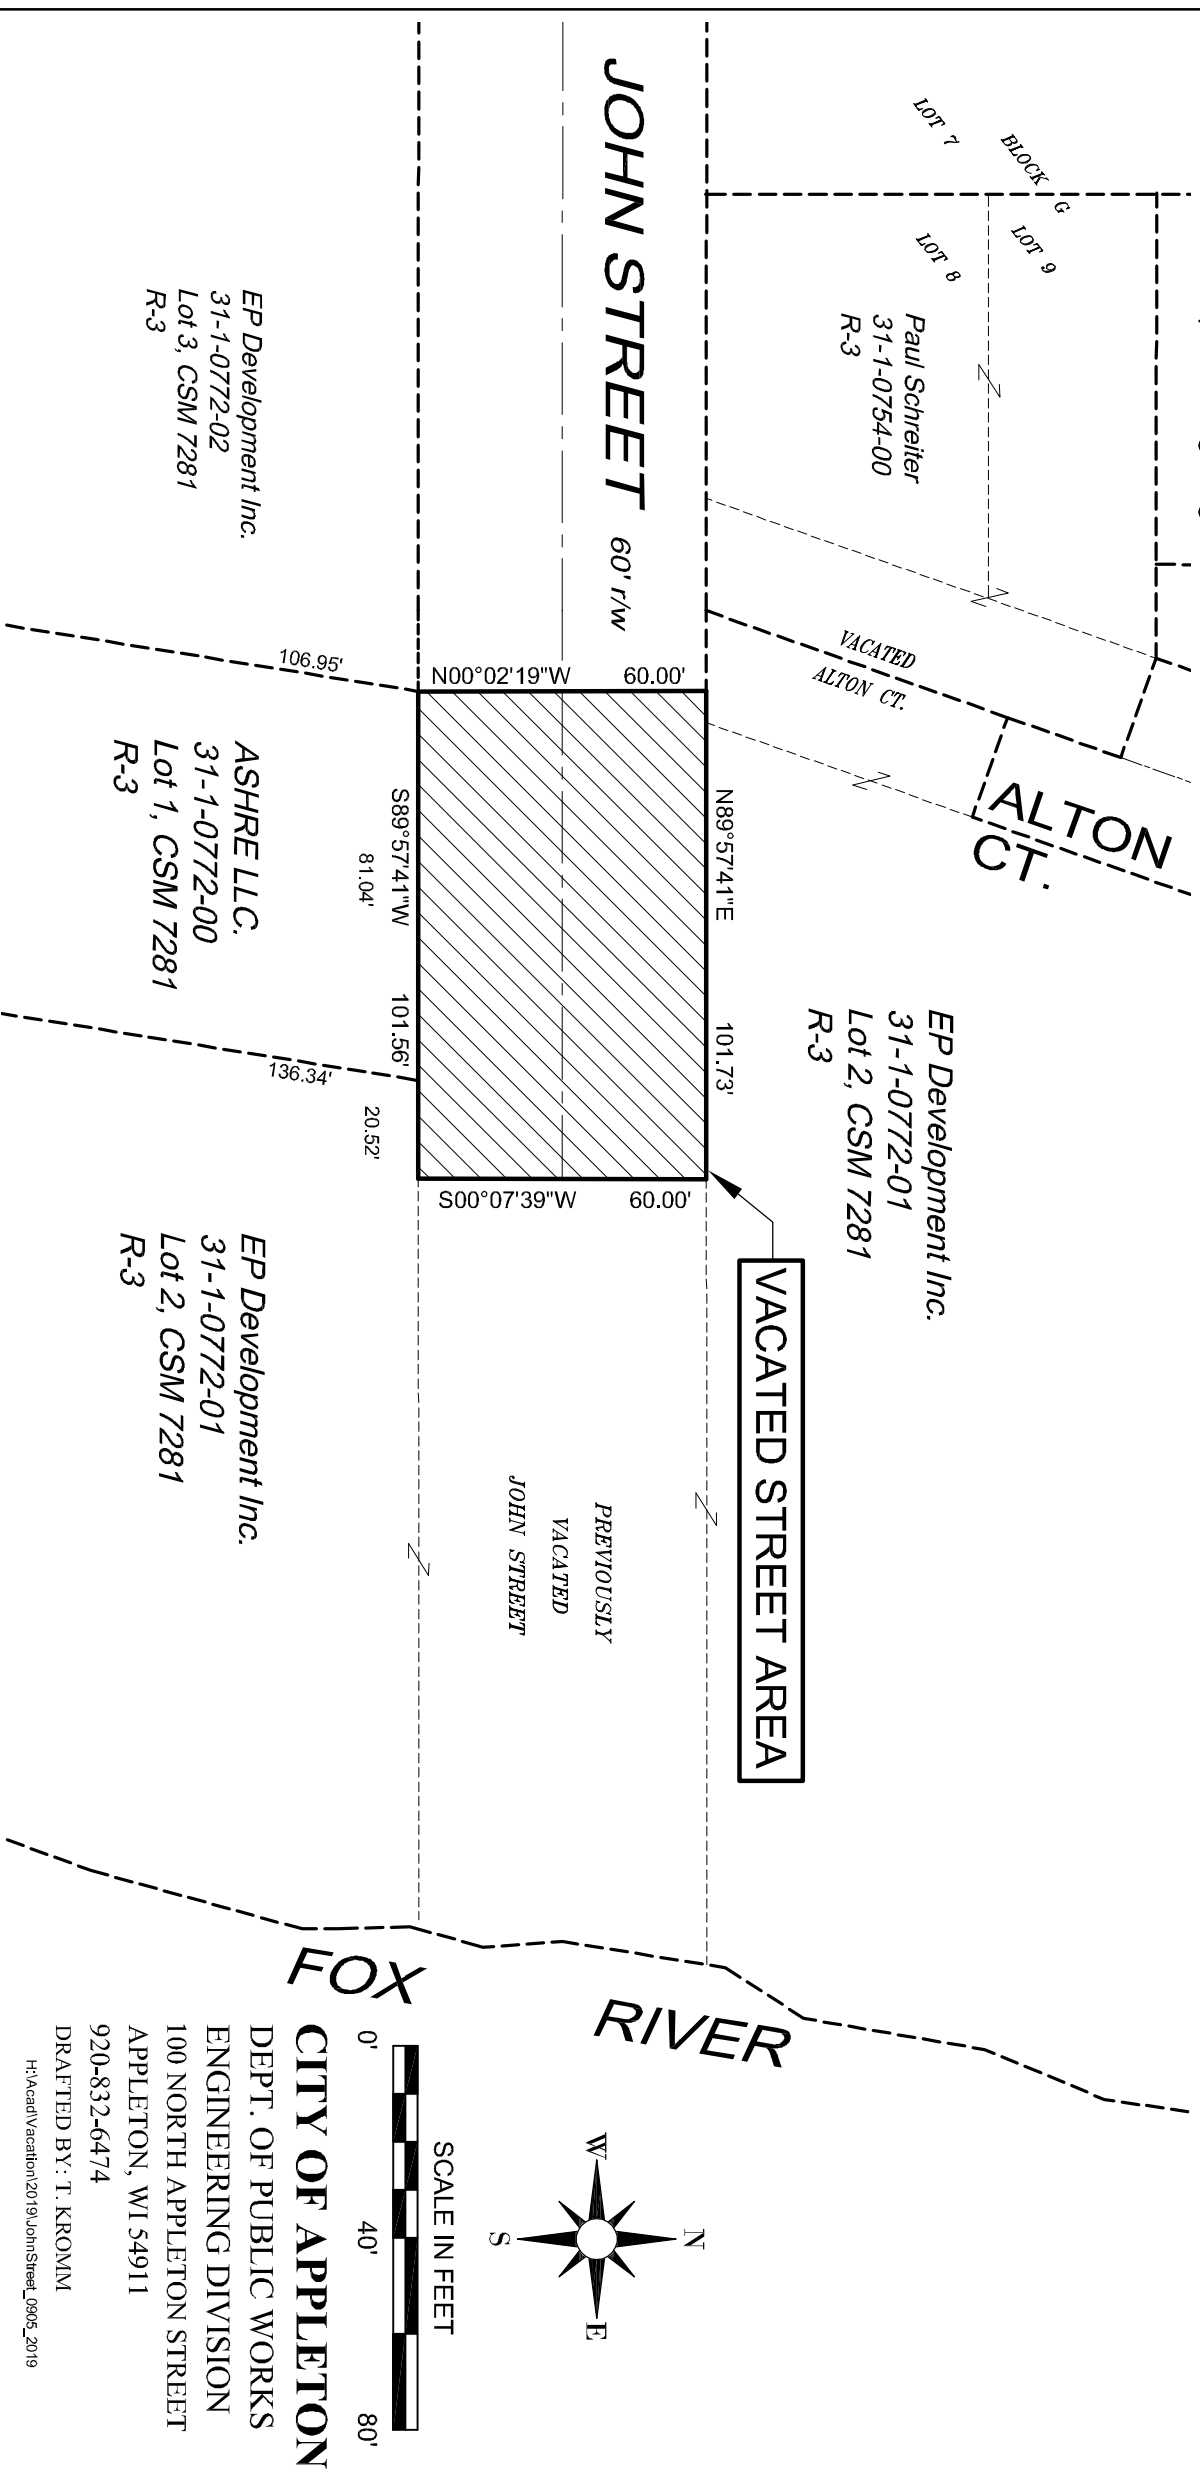 LOT 7
BLOCK G
LOT 9
LOT 8
Paul Schreiter
31-1-0754-00
R-3
JOHN STREET 60' r/w
EP Development Inc.
31-1-0772-02
Lot 3, CSM 7281
R-3
VACATED
ALTON CT.
ALTON
CT.
106.95'
N00°02'19"W 60.00'
N89°57'41"E 101.73'
S89°57'41"W 101.56'
81.04'
20.52'
136.34'
S00°07'39"W 60.00'
ASHRE LLC.
31-1-0772-00
Lot 1, CSM 7281
R-3
EP Development Inc.
31-1-0772-01
Lot 2, CSM 7281
R-3
VACATED STREET AREA
EP Development Inc.
31-1-0772-01
Lot 2, CSM 7281
R-3
PREVIOUSLY
VACATED
JOHN STREET
FOX
RIVER
N
W
E
S
SCALE IN FEET
0' 40' 80'
CITY OF APPLETON
DEPT. OF PUBLIC WORKS
ENGINEERING DIVISION
100 NORTH APPLETON STREET
APPLETON, WI 54911
920-832-6474
DRAFTED BY: T. KROMM
H:\Acad\Vacation\2019\JohnStreet_0905_2019